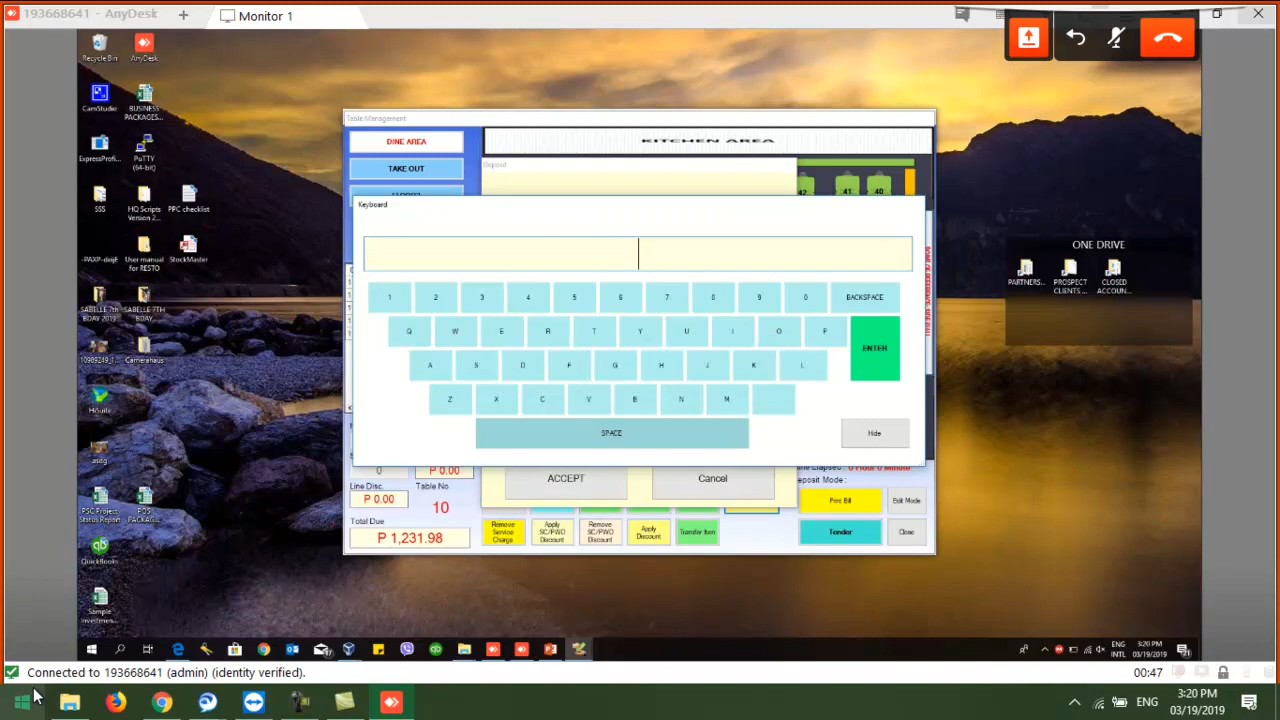 193668641 - AnyDesk
Monitor 1
Recycle Bin
AnyDesk
CamStudio
BUSINESS
PACKAGES...
ExpressProfi...
PuTTY
(64-bit)
SSS
HQ Scripts
Version 2...
PPC checklist
User manual
for RESTO
StockMaster
SABELLE 7th
BDAY 2019
SABELLE 7TH
BDAY
Camerahaus
HiSuite
asdg
PSC Project
Status Report
POS
PACKAG...
QuickBooks
Sample
Investmen...
Table Management
DINE AREA
TAKE OUT
KITCHEN AREA
Deposit
42
41
40
Keyboard
1 2 3 4 5 6 7 8 9 0 BACKSPACE
Q W E R T Y U I O P
A S D F G H J K L
ENTER
Z X C V B N M
SPACE
Hide
0
P 0.00
Line Disc.
Table No
P 0.00
10
Total Due
P 1,231.98
ACCEPT
Cancel
Remove
Service
Charge
Apply
SC/PWD
Discount
Remove
SC/PWD
Discount
Apply
Discount
Transfer Item
0 Hour 0 Minute
Deposit Mode :
Print Bill
Edit Mode
Tender
Close
ONE DRIVE
PARTNERS...
PROSPECT
CLIENTS ...
CLOSED
ACCOUN...
ENG
INTL
3:20 PM
03/19/2019
Connected to 193668641 (admin) (identity verified).
00:47
ENG
3:20 PM
03/19/2019